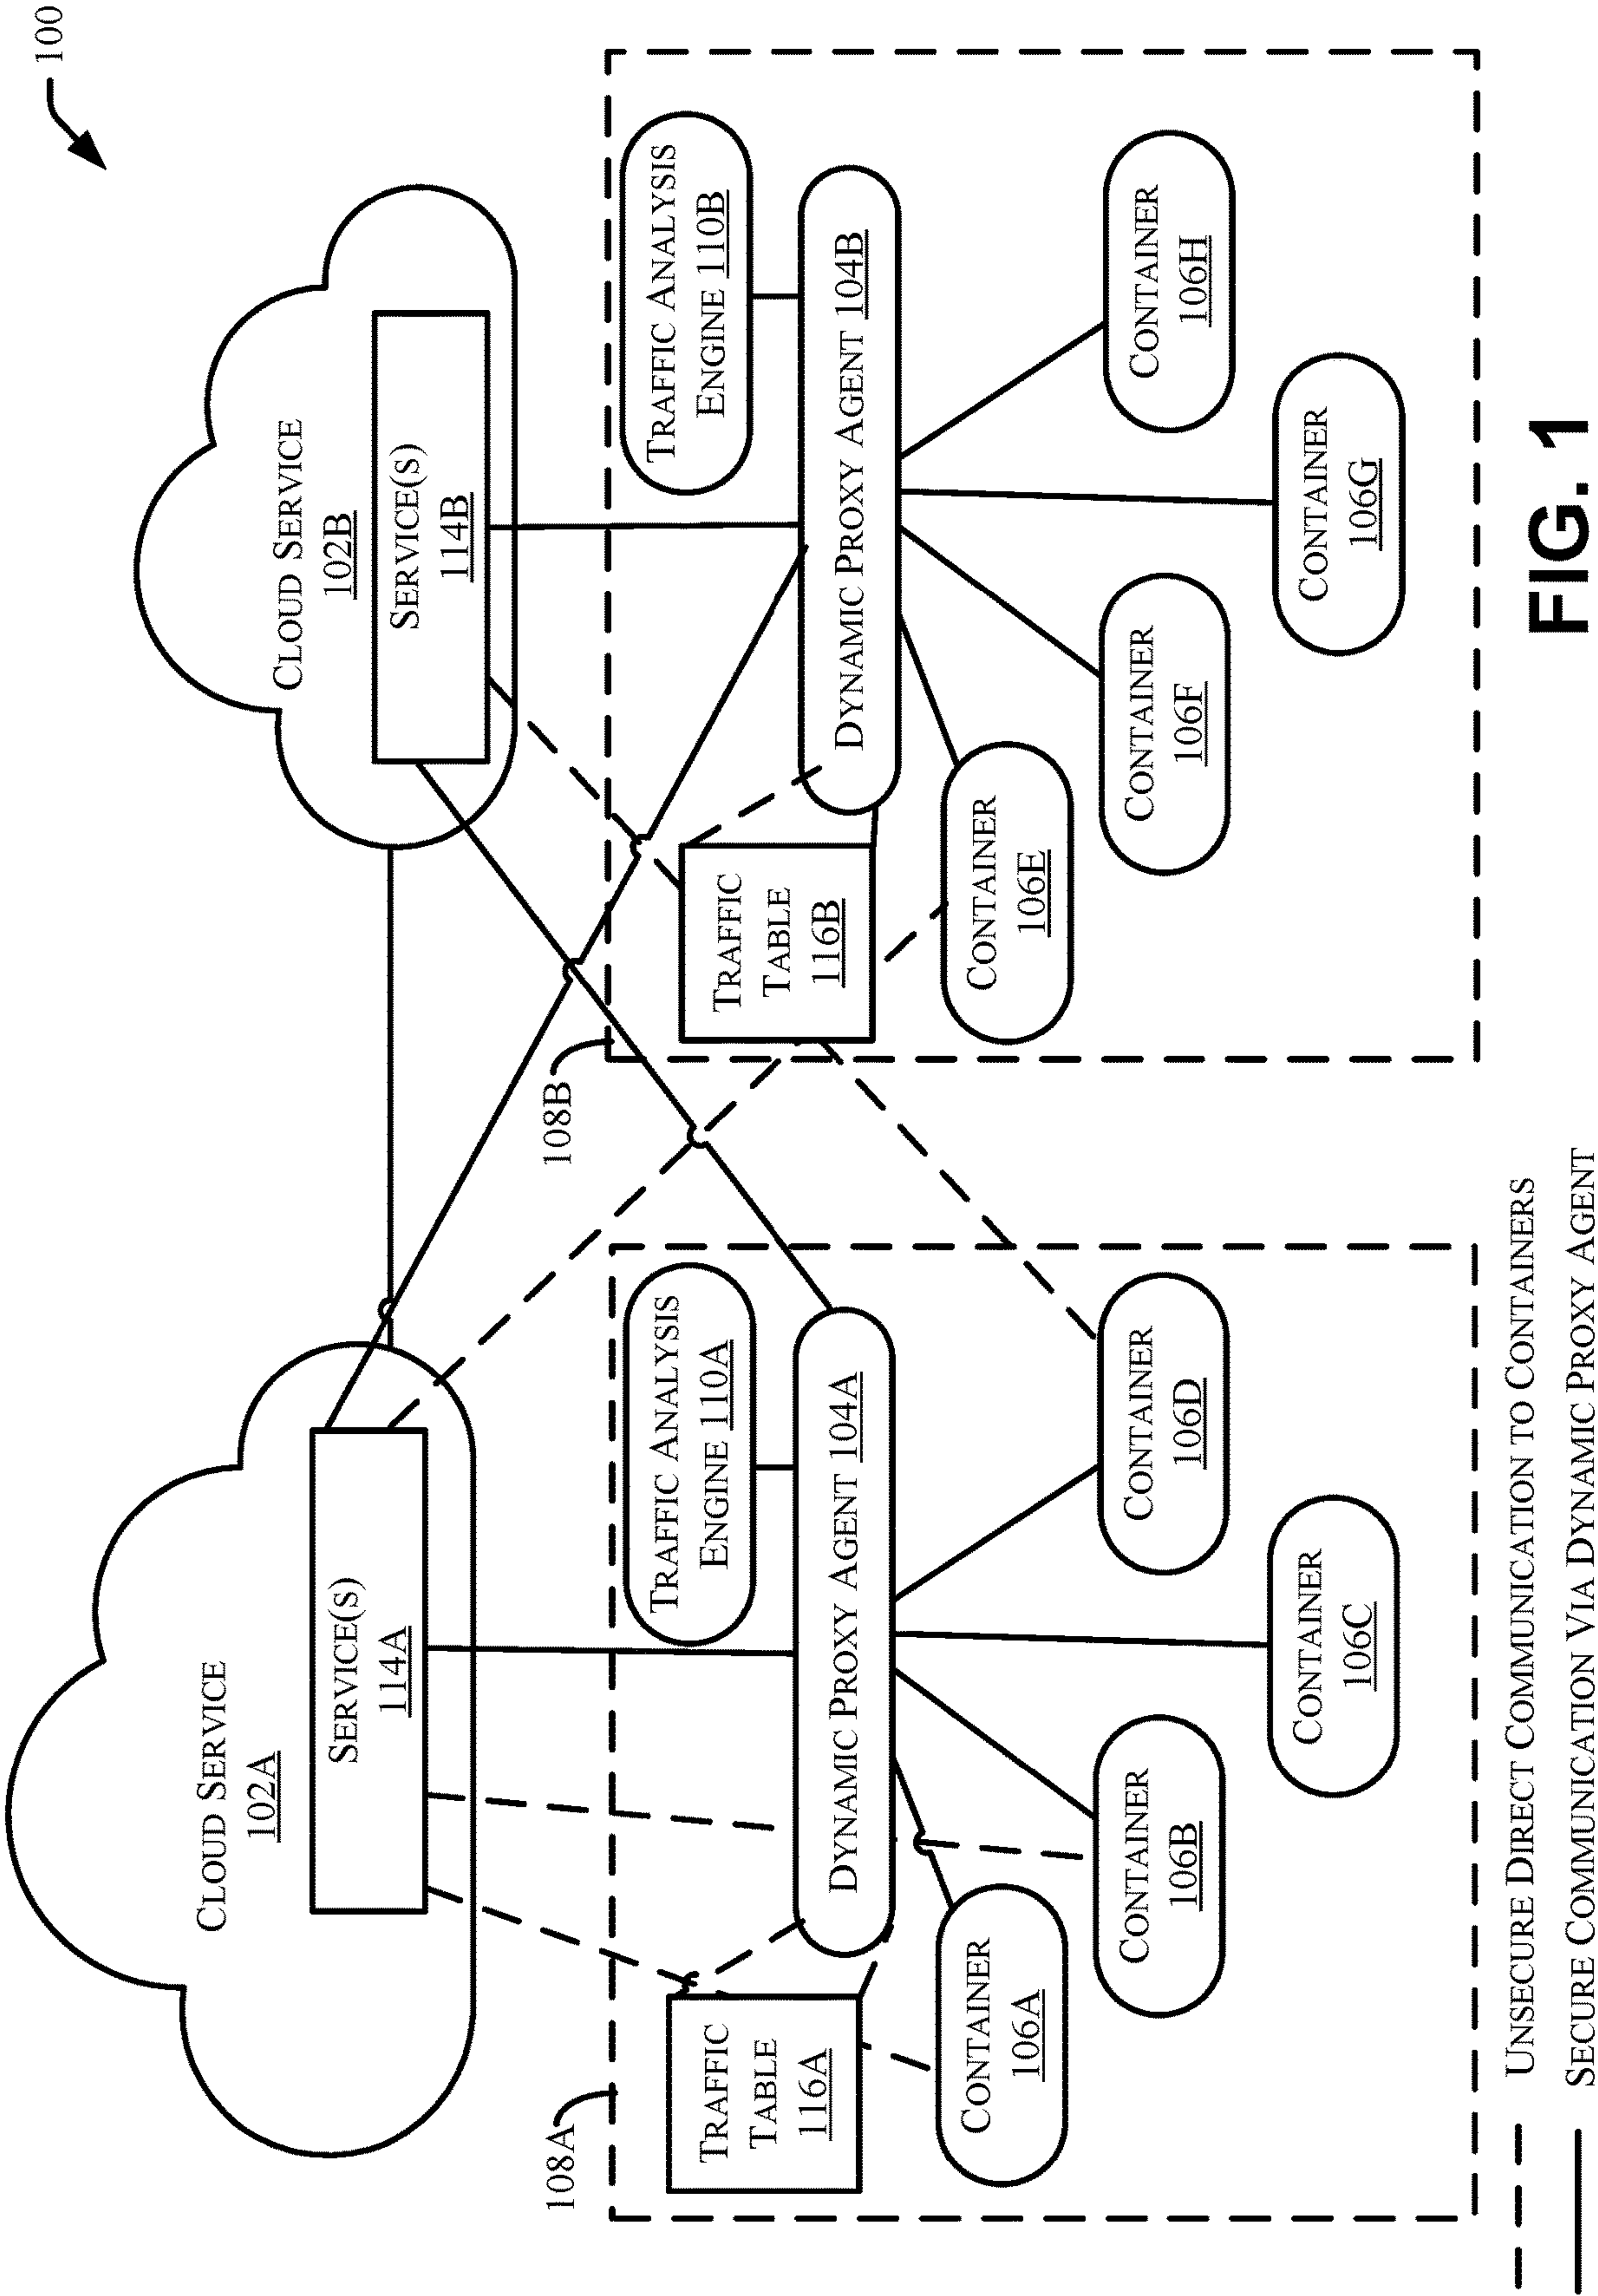 100
CLOUD SERVICE
102A
SERVICE(S)
114A
CLOUD SERVICE
102B
SERVICE(S)
114B
108A
TRAFFIC
TABLE
116A
TRAFFIC ANALYSIS
ENGINE 110A
DYNAMIC PROXY AGENT 104A
CONTAINER
106A
CONTAINER
106B
CONTAINER
106C
CONTAINER
106D
108B
TRAFFIC
TABLE
116B
TRAFFIC ANALYSIS
ENGINE 110B
DYNAMIC PROXY AGENT 104B
CONTAINER
106E
CONTAINER
106F
CONTAINER
106G
CONTAINER
106H
UNSECURE DIRECT COMMUNICATION TO CONTAINERS
SECURE COMMUNICATION VIA DYNAMIC PROXY AGENT
FIG. 1